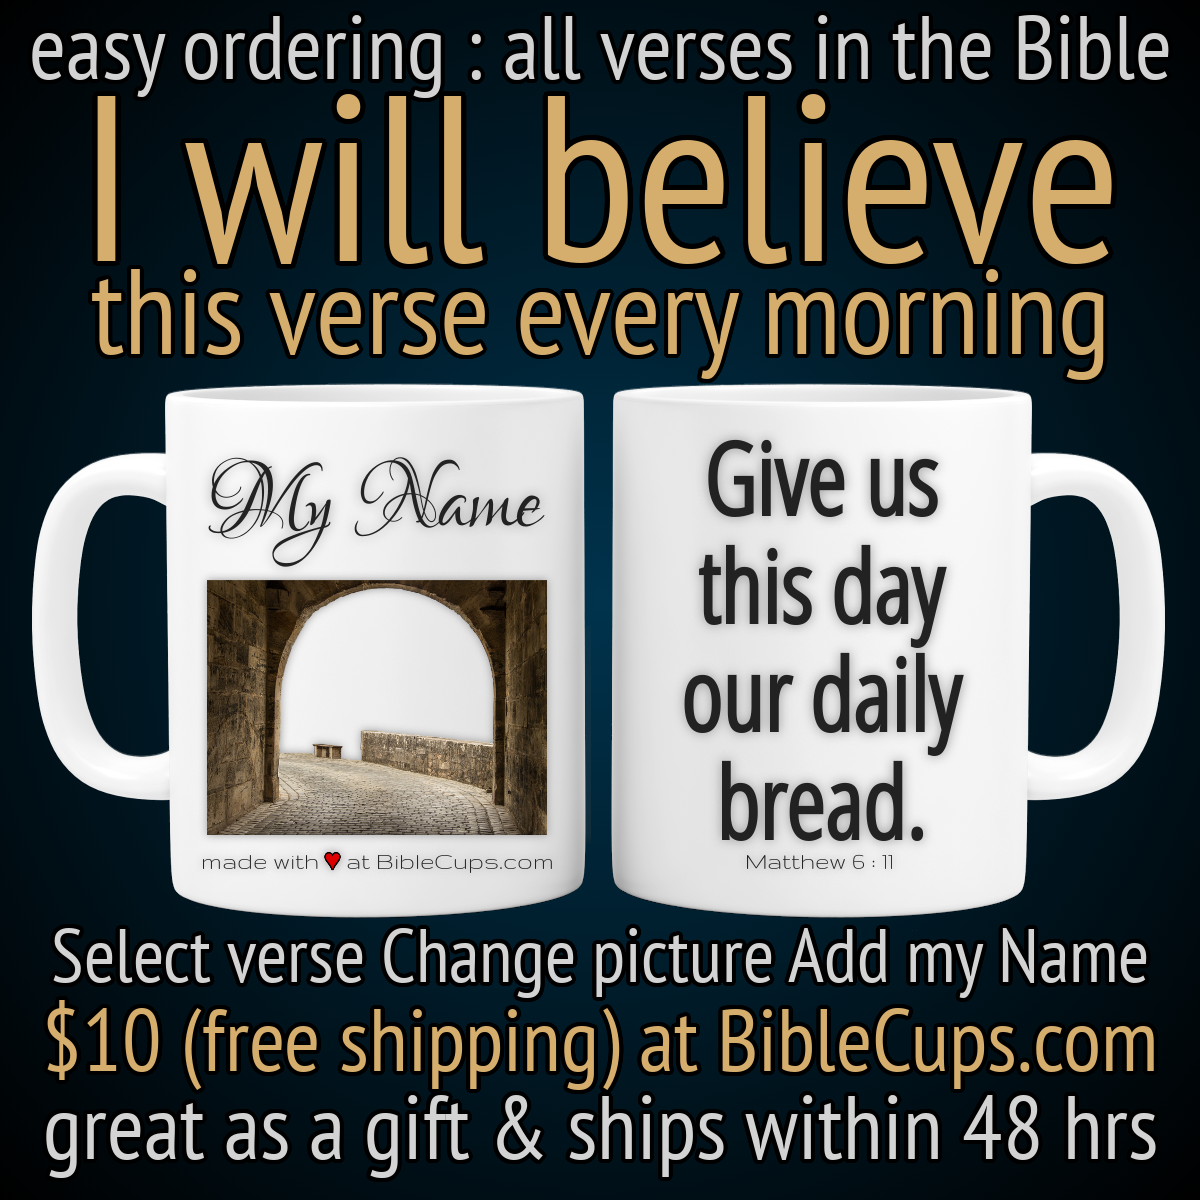 easy ordering : all verses in the Bible
I will believe
this verse every morning
My Name
made with ♥ at BibleCups.com
Give us
this day
our daily
bread.
Matthew 6 : 11
Select verse Change picture Add my Name
$10 (free shipping) at BibleCups.com
great as a gift & ships within 48 hrs